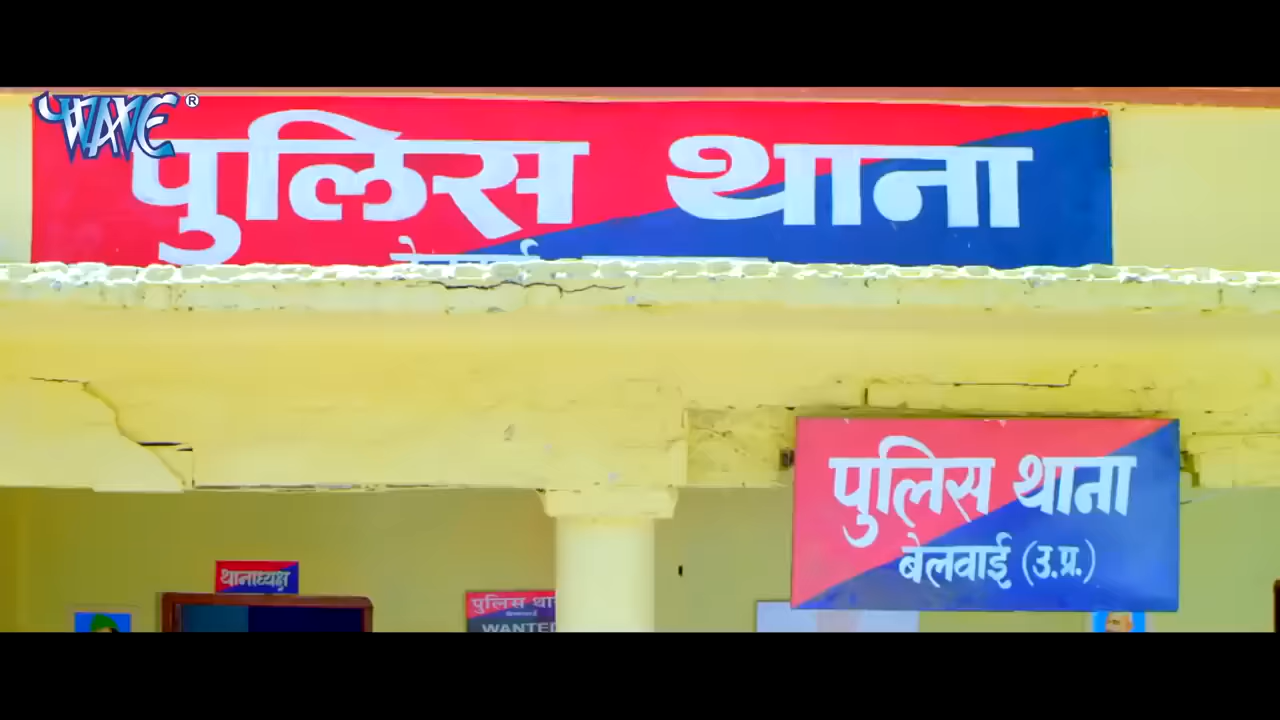 WAVE®
पुलिस थाना
पुलिस थाना
बेलवाई (उ.प्र.)
थानाध्यक्ष
पुलिस
WANTED